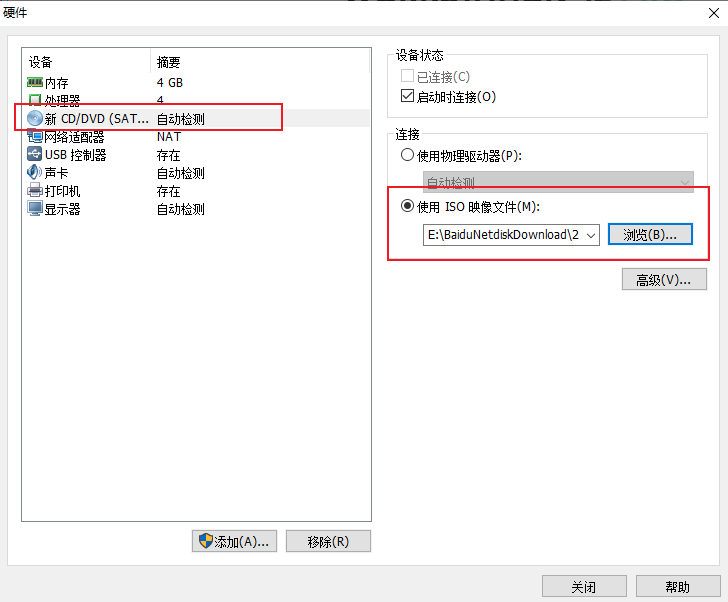 硬件
设备 摘要
内存 4 GB
处理器 4
新 CD/DVD (SAT... 自动检测
网络适配器 NAT
USB 控制器 存在
声卡 自动检测
打印机 存在
显示器 自动检测
添加(A)... 移除(R)
设备状态
已连接(C)
启动时连接(O)
连接
使用物理驱动器(P):
自动检测
使用 ISO 映像文件(M):
E:\BaiduNetdiskDownload\2 浏览(B)...
高级(V)...
关闭 帮助